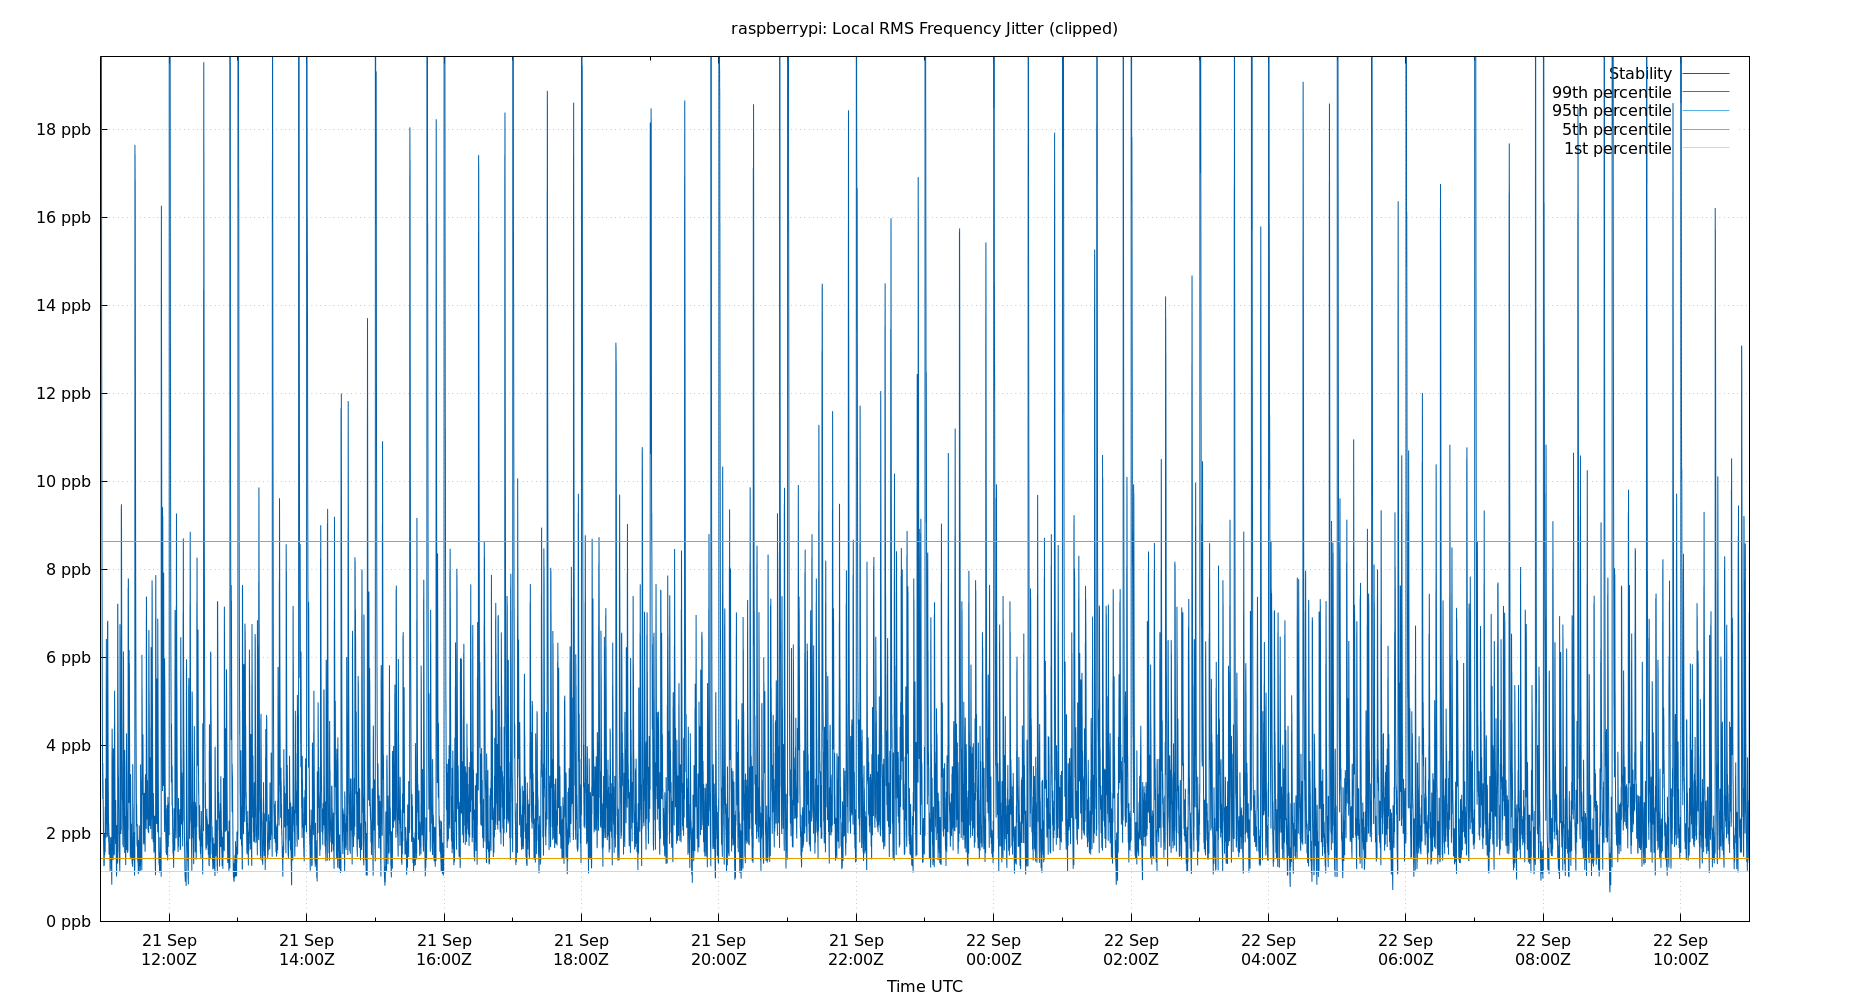 raspberrypi: Local RMS Frequency Jitter (clipped)
Stability
99th percentile
95th percentile
5th percentile
1st percentile
18 ppb
16 ppb
14 ppb
12 ppb
10 ppb
8 ppb
6 ppb
4 ppb
2 ppb
0 ppb
21 Sep 21 Sep 21 Sep 21 Sep 21 Sep 21 Sep 22 Sep 22 Sep 22 Sep 22 Sep 22 Sep 22 Sep
12:00Z 14:00Z 16:00Z 18:00Z 20:00Z 22:00Z 00:00Z 02:00Z 04:00Z 06:00Z 08:00Z 10:00Z
Time UTC